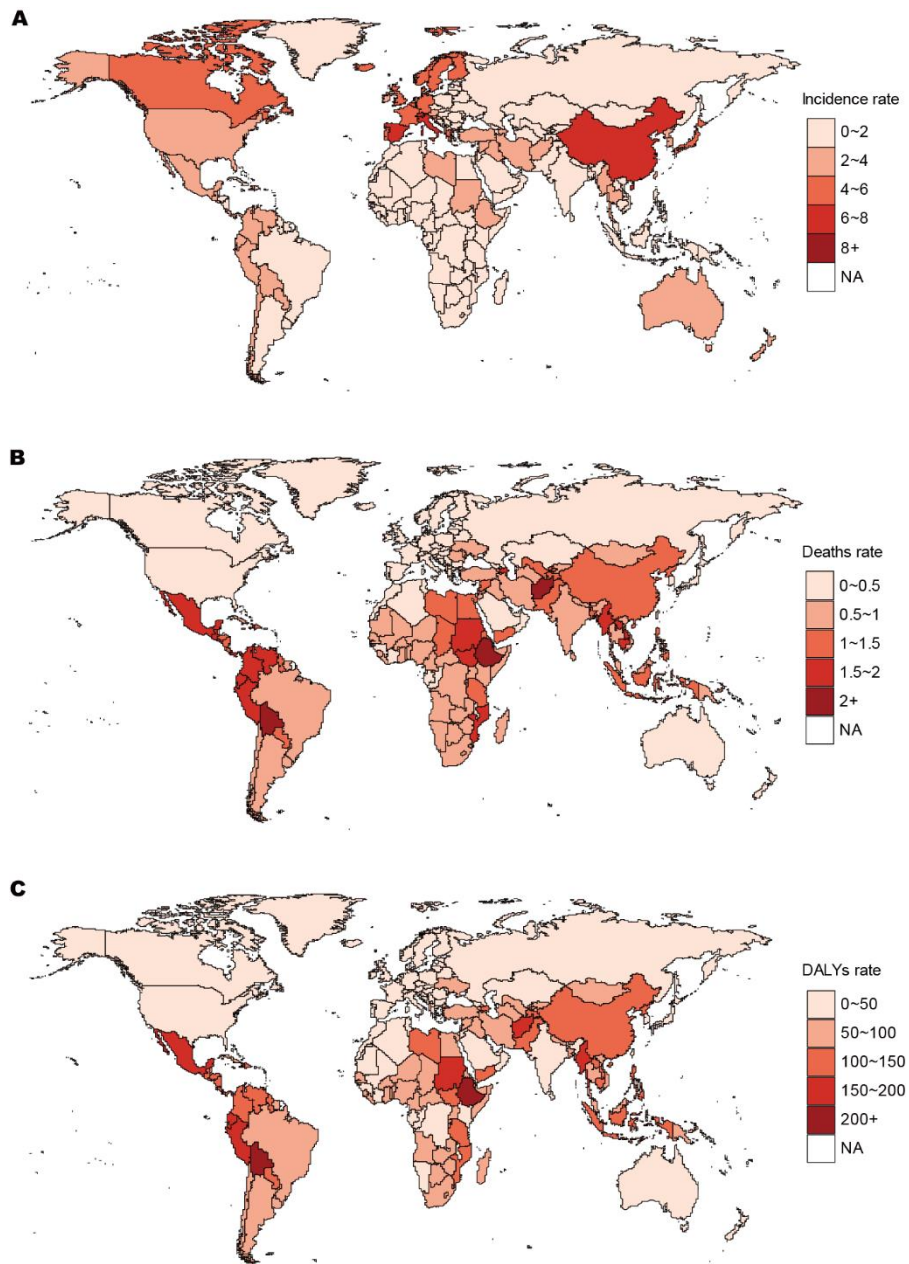 A
Incidence rate
0~2
2~4
4~6
6~8
8+
NA
B
Deaths rate
0~0.5
0.5~1
1~1.5
1.5~2
2+
NA
C
DALYs rate
0~50
50~100
100~150
150~200
200+
NA